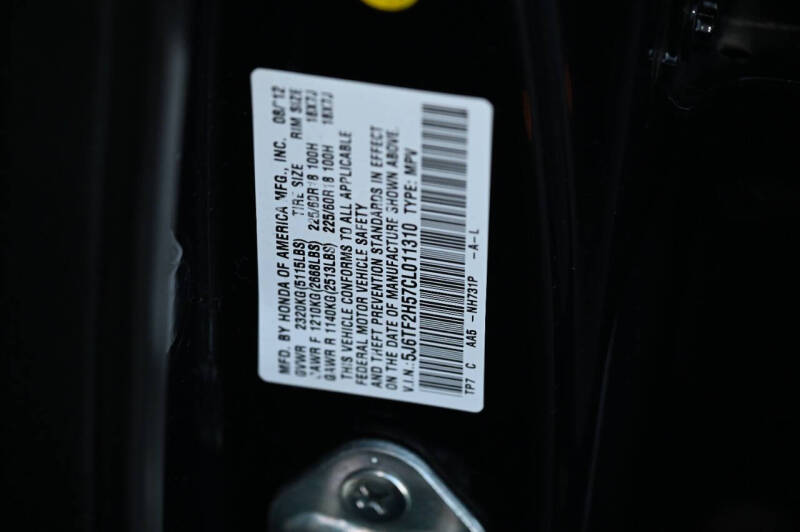 MFD. BY HONDA OF AMERICA MFG., INC. 08/12
GVWR 2320KG(5115LBS) TIRE SIZE RIM SIZE
GAWR F 1210KG(2668LBS) 225/60R18 100H 18X7J
GAWR R 1140KG(2513LBS) 225/60R18 100H 18X7J
THIS VEHICLE CONFORMS TO ALL APPLICABLE
FEDERAL MOTOR VEHICLE SAFETY
AND THEFT PREVENTION STANDARDS IN EFFECT
ON THE DATE OF MANUFACTURE SHOWN ABOVE.
V.I.N.: 5J6TF2H57CL011310 TYPE: MPV
TP7 C AA5 -NH731P -A-L